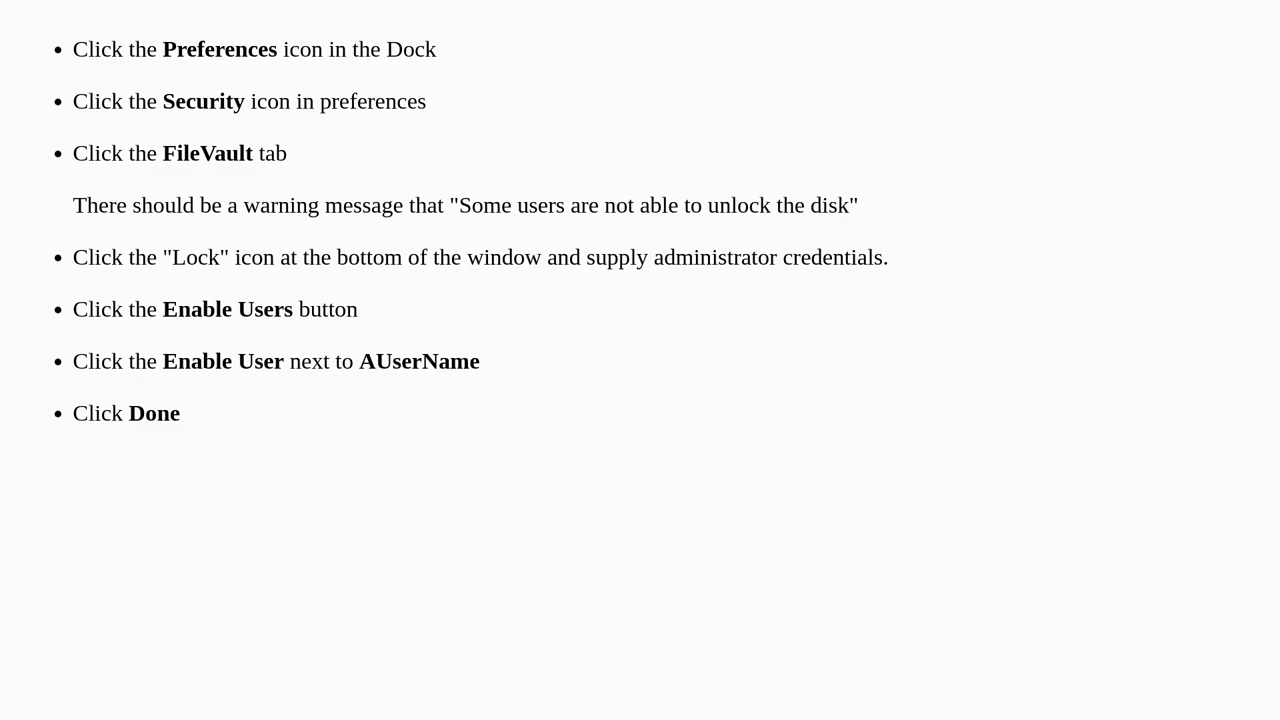 • Click the Preferences icon in the Dock
• Click the Security icon in preferences
• Click the FileVault tab
There should be a warning message that "Some users are not able to unlock the disk"
• Click the "Lock" icon at the bottom of the window and supply administrator credentials.
• Click the Enable Users button
• Click the Enable User next to AUserName
• Click Done